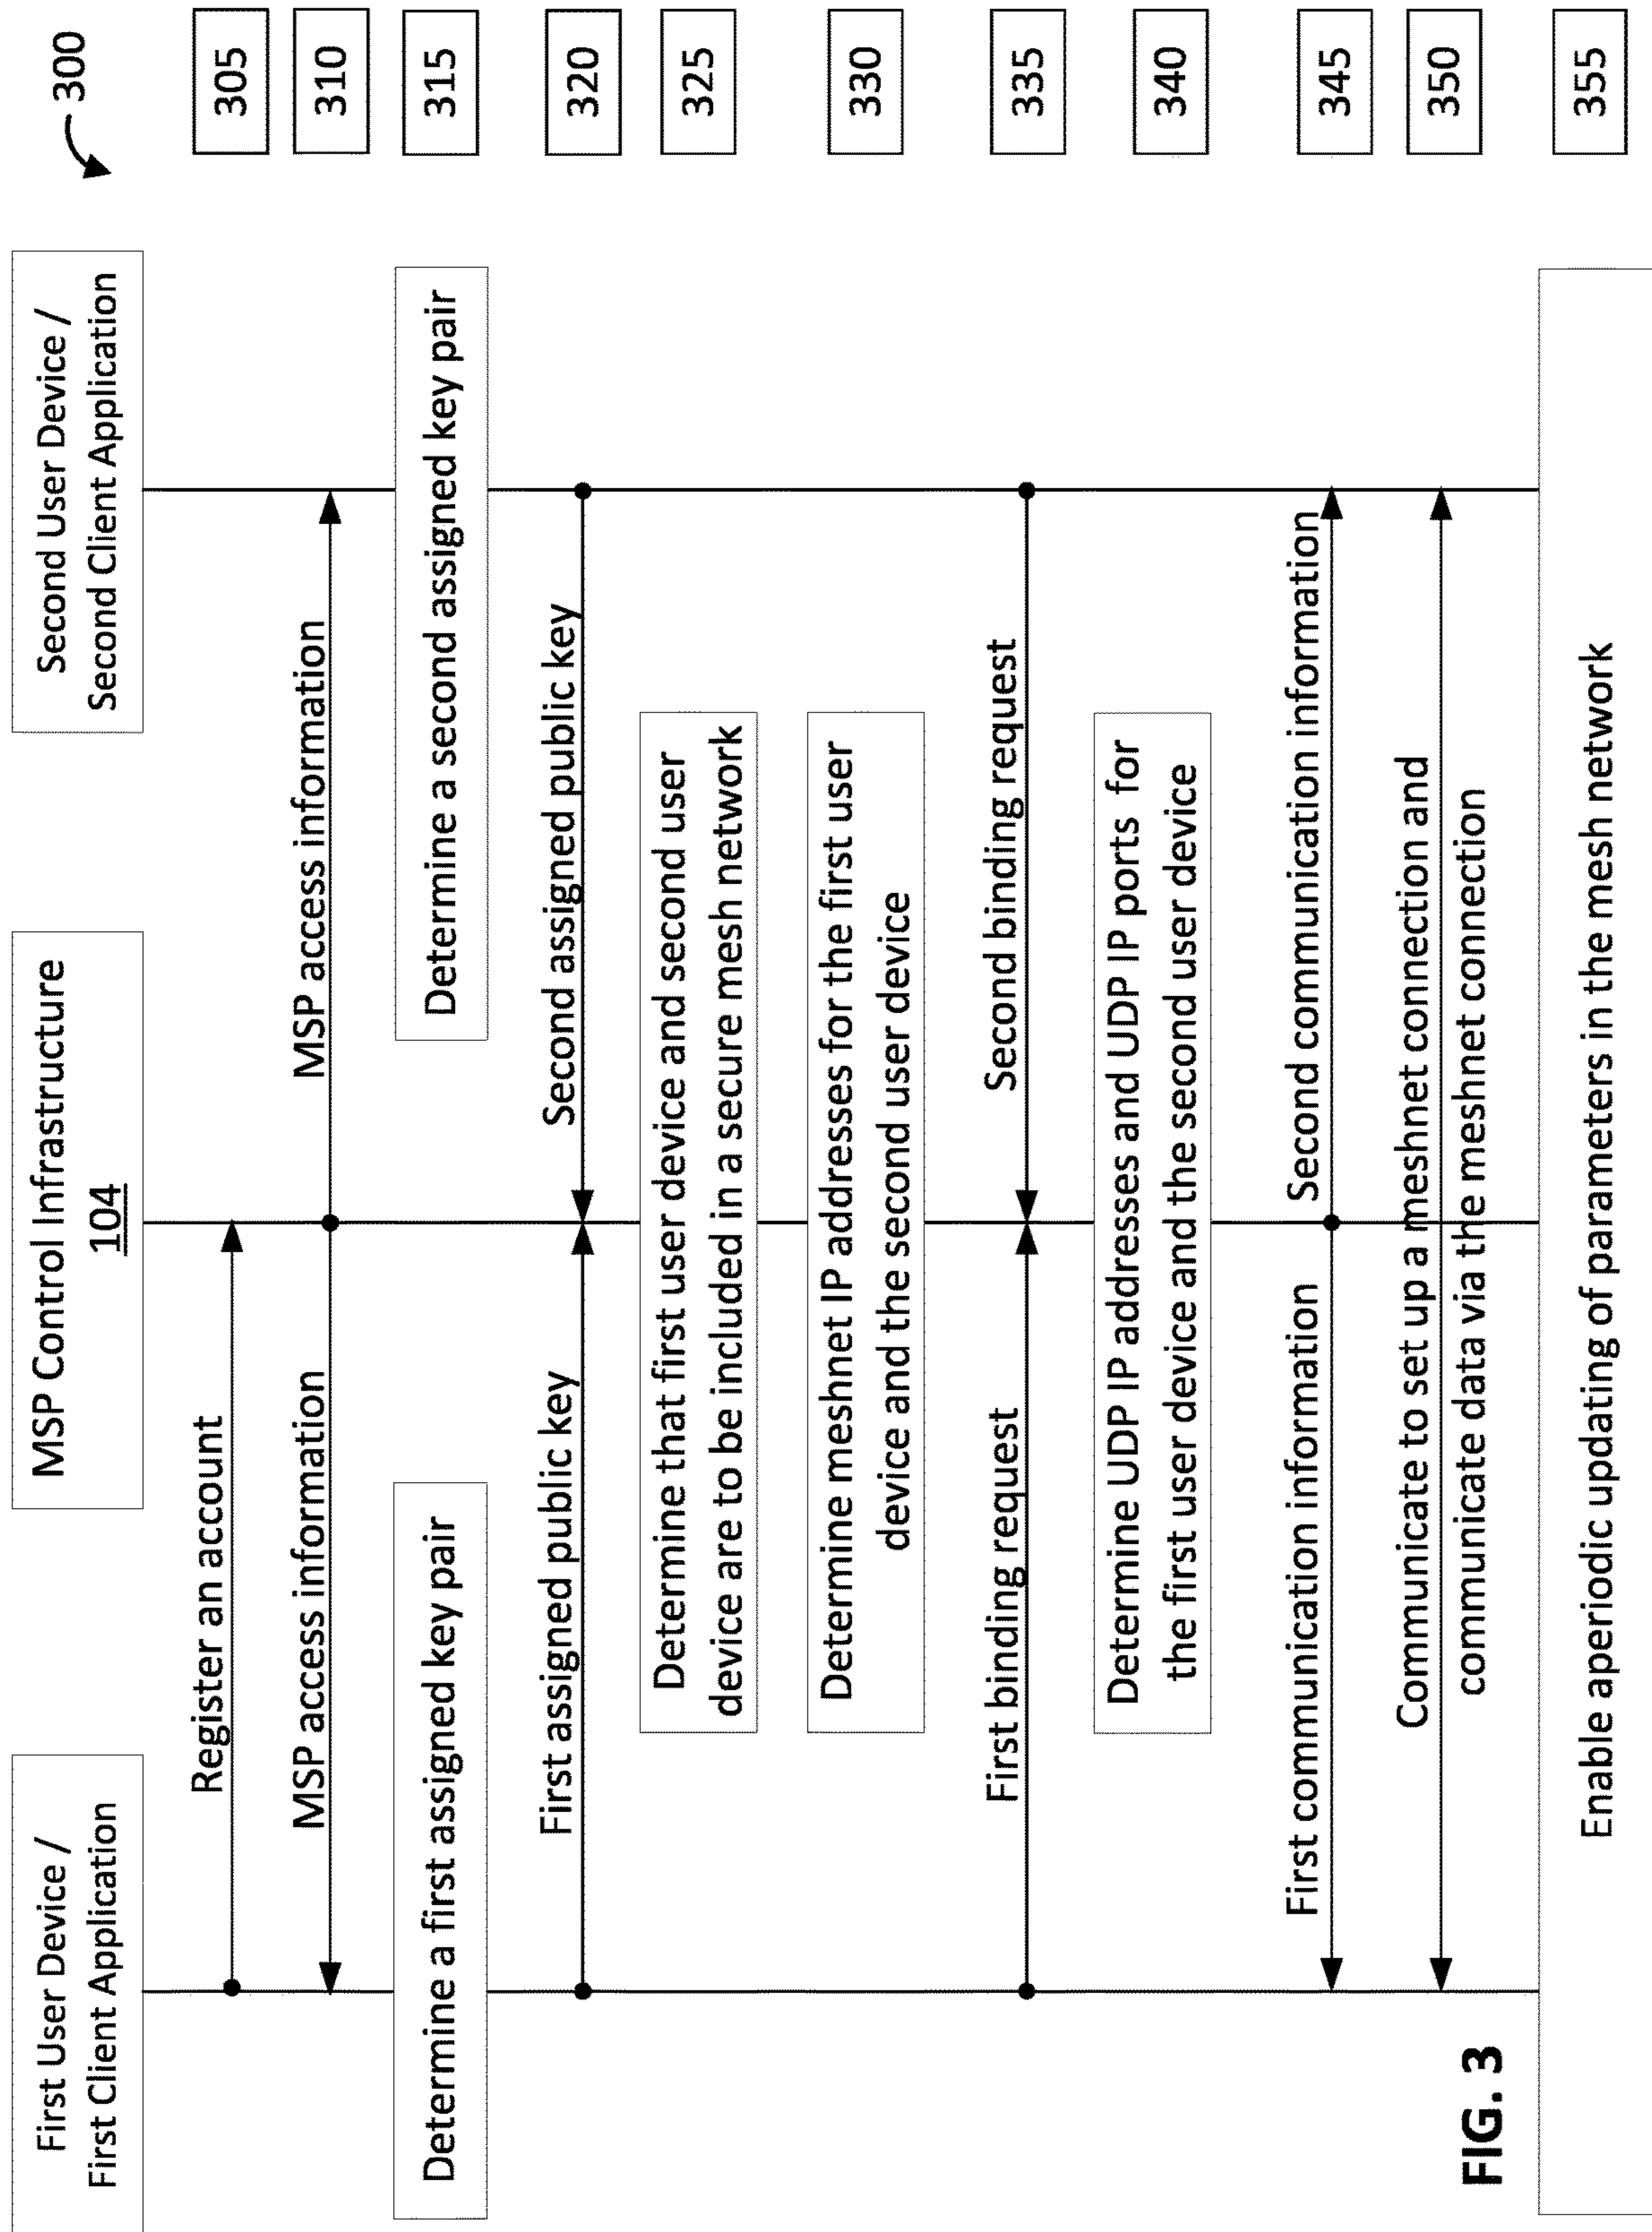 300
First User Device /
First Client Application
MSP Control Infrastructure
104
Second User Device /
Second Client Application
Register an account
305
MSP access information
MSP access information
310
Determine a first assigned key pair
Determine a second assigned key pair
315
First assigned public key
Second assigned public key
320
Determine that first user device and second user
device are to be included in a secure mesh network
325
Determine meshnet IP addresses for the first user
device and the second user device
330
First binding request
Second binding request
335
Determine UDP IP addresses and UDP IP ports for
the first user device and the second user device
340
First communication information
Second communication information
345
Communicate to set up a meshnet connection and
communicate data via the meshnet connection
350
Enable aperiodic updating of parameters in the mesh network
355
FIG. 3